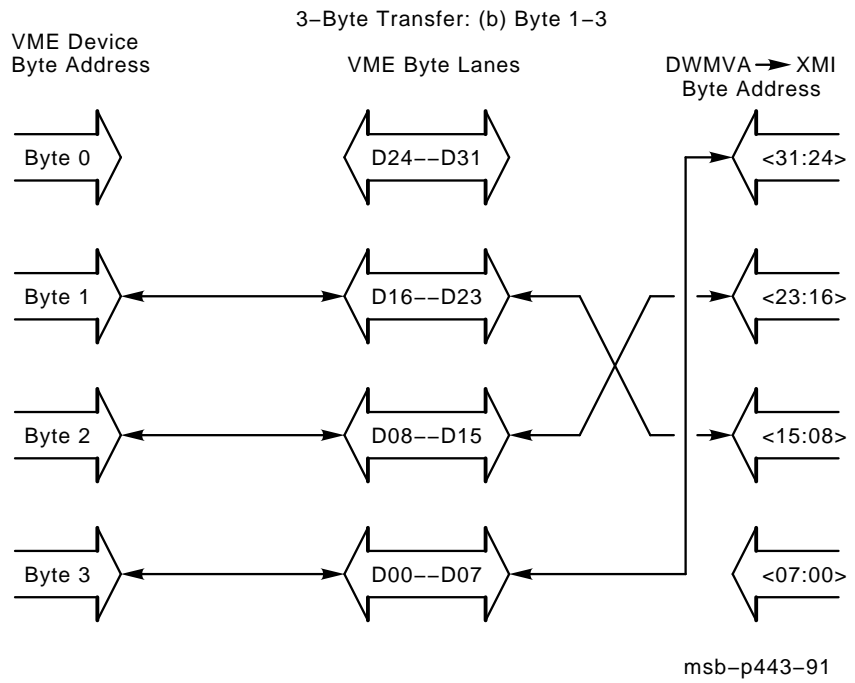 3−Byte Transfer: (b) Byte 1−3
VME Device
Byte Address
VME Byte Lanes
DWMVA → XMI
Byte Address
Byte 0
D24−−D31
<31:24>
Byte 1
D16−−D23
<23:16>
Byte 2
D08−−D15
<15:08>
Byte 3
D00−−D07
<07:00>
msb−p443−91